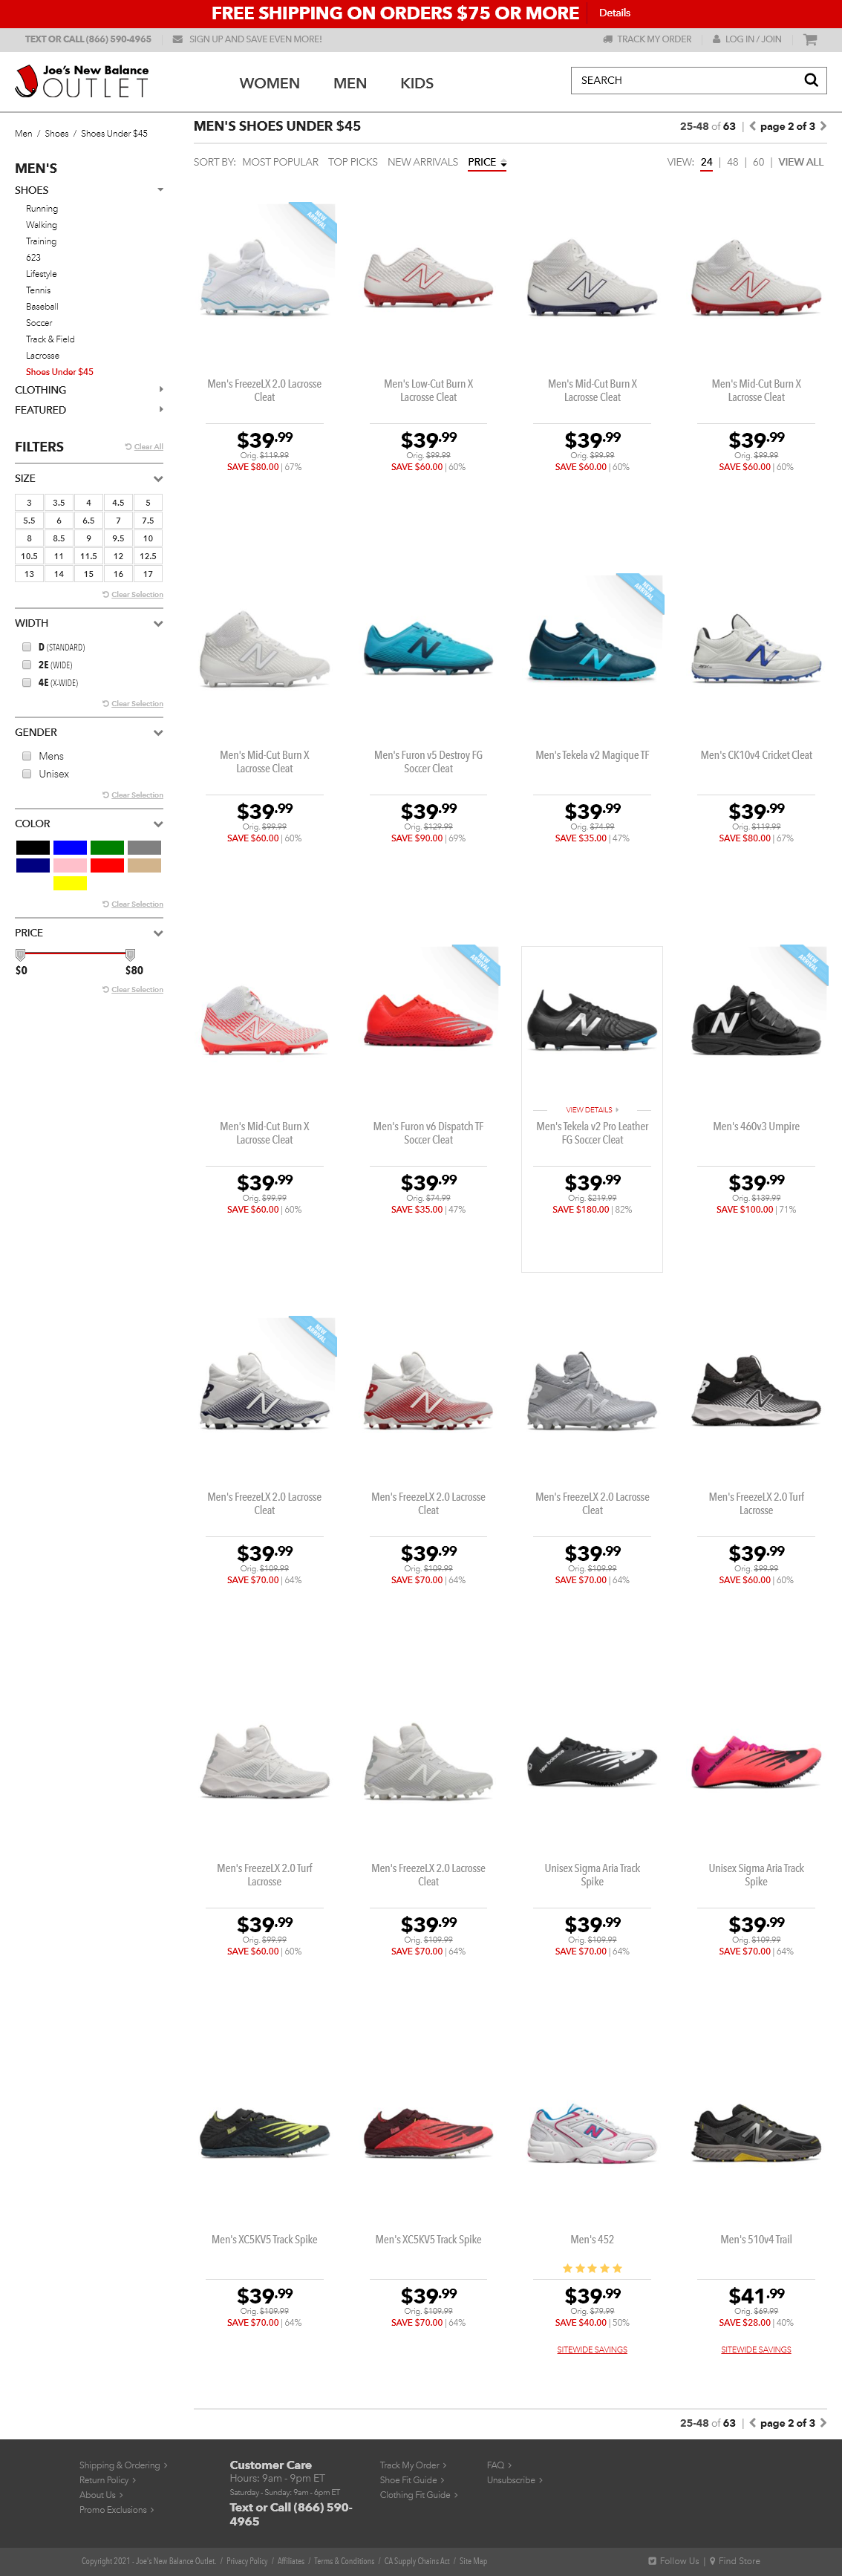 FREE SHIPPING ON ORDERS $75 OR MORE Details
TEXT OR CALL (866) 590-4965 SIGN UP AND SAVE EVEN MORE! TRACK MY ORDER LOG IN / JOIN
Joe's New Balance
OUTLET
WOMEN MEN KIDS
SEARCH
Men / Shoes / Shoes Under $45
MEN'S
SHOES
Running
Walking
Training
623
Lifestyle
Tennis
Baseball
Soccer
Track & Field
Lacrosse
Shoes Under $45
CLOTHING
FEATURED
FILTERS Clear All
SIZE
3 3.5 4 4.5 5
5.5 6 6.5 7 7.5
8 8.5 9 9.5 10
10.5 11 11.5 12 12.5
13 14 15 16 17
Clear Selection
WIDTH
D (STANDARD)
2E (WIDE)
4E (X-WIDE)
Clear Selection
GENDER
Mens
Unisex
Clear Selection
COLOR
Clear Selection
PRICE
$0 $80
Clear Selection
MEN'S SHOES UNDER $45
25-48 of 63 | page 2 of 3
SORT BY: MOST POPULAR TOP PICKS NEW ARRIVALS PRICE
VIEW: 24 | 48 | 60 | VIEW ALL
NEW ARRIVAL
Men's FreezeLX 2.0 Lacrosse Cleat
$39.99
Orig. $119.99
SAVE $80.00 | 67%
Men's Low-Cut Burn X Lacrosse Cleat
$39.99
Orig. $99.99
SAVE $60.00 | 60%
Men's Mid-Cut Burn X Lacrosse Cleat
$39.99
Orig. $99.99
SAVE $60.00 | 60%
Men's Mid-Cut Burn X Lacrosse Cleat
$39.99
Orig. $99.99
SAVE $60.00 | 60%
Men's Mid-Cut Burn X Lacrosse Cleat
$39.99
Orig. $99.99
SAVE $60.00 | 60%
Men's Furon v5 Destroy FG Soccer Cleat
$39.99
Orig. $129.99
SAVE $90.00 | 69%
NEW ARRIVAL
Men's Tekela v2 Magique TF
$39.99
Orig. $74.99
SAVE $35.00 | 47%
Men's CK10v4 Cricket Cleat
$39.99
Orig. $119.99
SAVE $80.00 | 67%
Men's Mid-Cut Burn X Lacrosse Cleat
$39.99
Orig. $99.99
SAVE $60.00 | 60%
NEW ARRIVAL
Men's Furon v6 Dispatch TF Soccer Cleat
$39.99
Orig. $74.99
SAVE $35.00 | 47%
VIEW DETAILS
Men's Tekela v2 Pro Leather FG Soccer Cleat
$39.99
Orig. $219.99
SAVE $180.00 | 82%
NEW ARRIVAL
Men's 460v3 Umpire
$39.99
Orig. $139.99
SAVE $100.00 | 71%
NEW ARRIVAL
Men's FreezeLX 2.0 Lacrosse Cleat
$39.99
Orig. $109.99
SAVE $70.00 | 64%
Men's FreezeLX 2.0 Lacrosse Cleat
$39.99
Orig. $109.99
SAVE $70.00 | 64%
Men's FreezeLX 2.0 Lacrosse Cleat
$39.99
Orig. $109.99
SAVE $70.00 | 64%
Men's FreezeLX 2.0 Turf Lacrosse
$39.99
Orig. $99.99
SAVE $60.00 | 60%
Men's FreezeLX 2.0 Turf Lacrosse
$39.99
Orig. $99.99
SAVE $60.00 | 60%
Men's FreezeLX 2.0 Lacrosse Cleat
$39.99
Orig. $109.99
SAVE $70.00 | 64%
Unisex Sigma Aria Track Spike
$39.99
Orig. $109.99
SAVE $70.00 | 64%
Unisex Sigma Aria Track Spike
$39.99
Orig. $109.99
SAVE $70.00 | 64%
Men's XC5KV5 Track Spike
$39.99
Orig. $109.99
SAVE $70.00 | 64%
Men's XC5KV5 Track Spike
$39.99
Orig. $109.99
SAVE $70.00 | 64%
Men's 452
$39.99
Orig. $79.99
SAVE $40.00 | 50%
SITEWIDE SAVINGS
Men's 510v4 Trail
$41.99
Orig. $69.99
SAVE $28.00 | 40%
SITEWIDE SAVINGS
25-48 of 63 | page 2 of 3
Shipping & Ordering
Return Policy
About Us
Promo Exclusions
Customer Care
Hours: 9am - 9pm ET
Saturday - Sunday: 9am - 6pm ET
Text or Call (866) 590-
4965
Track My Order
Shoe Fit Guide
Clothing Fit Guide
FAQ
Unsubscribe
Copyright 2021 - Joe's New Balance Outlet. / Privacy Policy / Affiliates / Terms & Conditions / CA Supply Chains Act / Site Map
Follow Us | Find Store